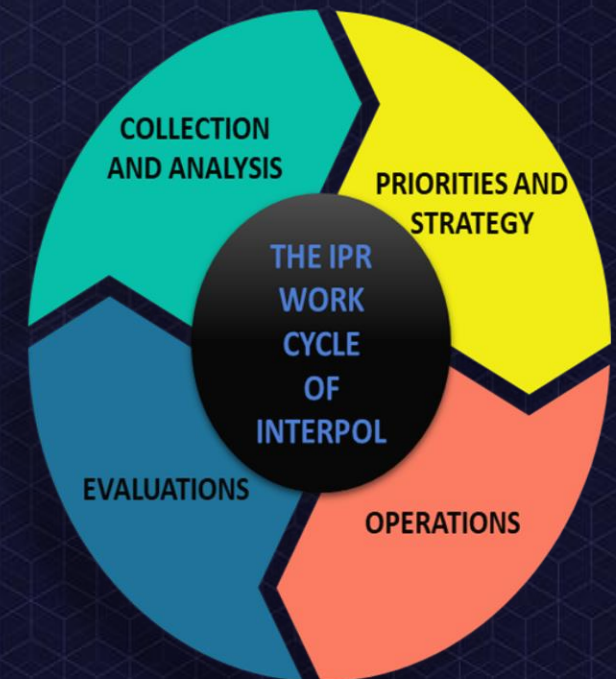 COLLECTION
AND ANALYSIS
PRIORITIES AND
STRATEGY
THE IPR
WORK
CYCLE
OF
INTERPOL
EVALUATIONS
OPERATIONS